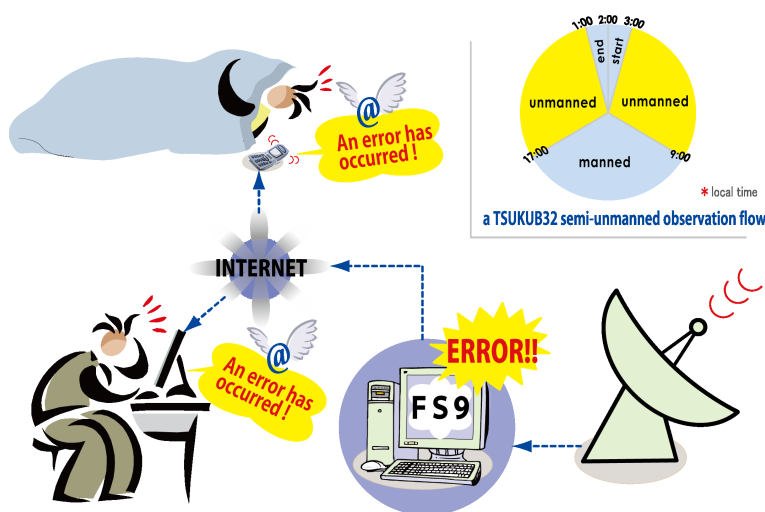 1:00 2:00 3:00
end start
unmanned unmanned
17:00 manned 9:00
* local time
a TSUKUB32 semi-unmanned observation flow
@
An error has
occurred !
INTERNET
@
An error has
occurred !
ERROR!!
FS9